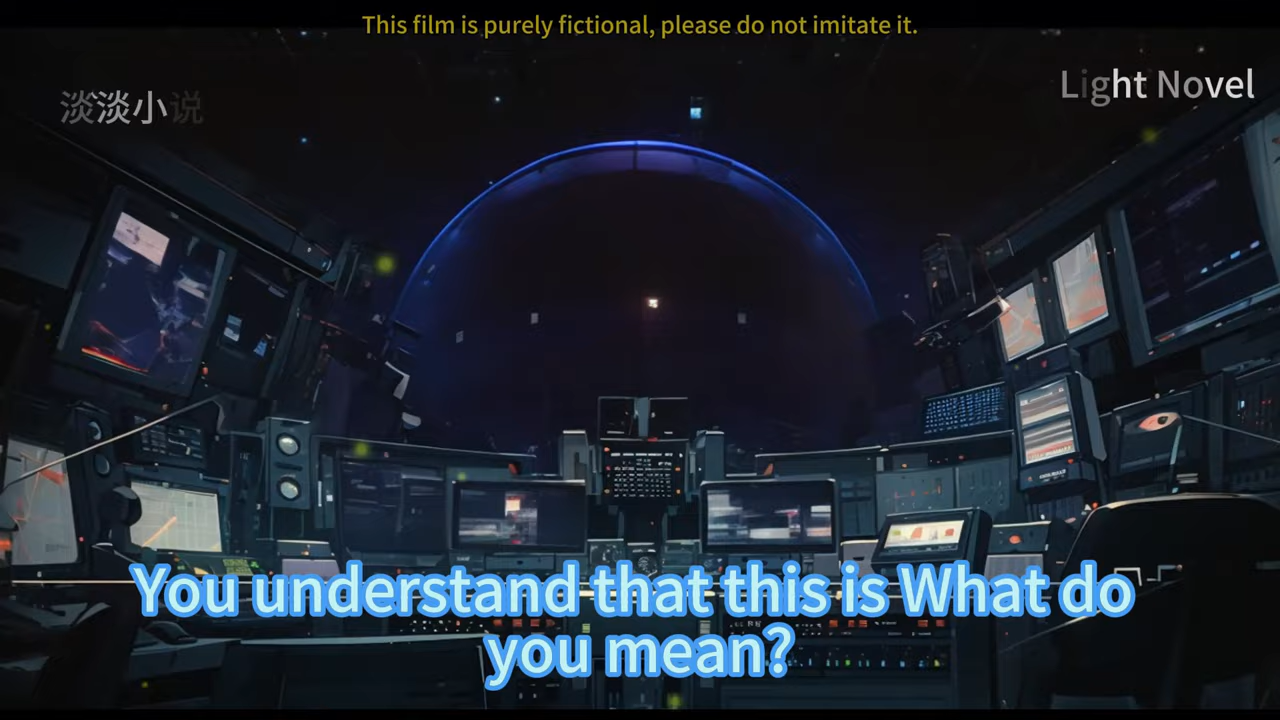 This film is purely fictional, please do not imitate it.
淡淡小说
Light Novel
You understand that this is What do
you mean?